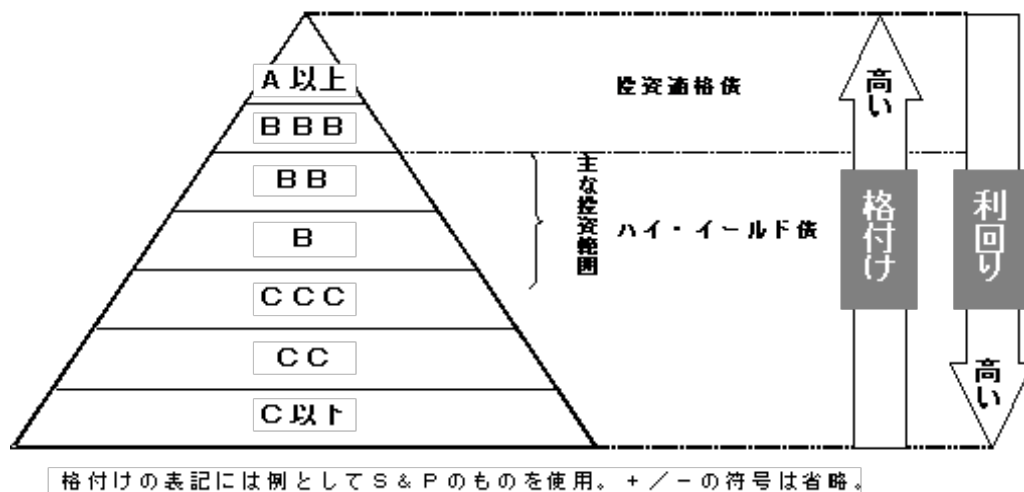 A以上
BBB
BB
B
CCC
CC
C以下
投資適格債
主な投資範囲
ハイ・イールド債
高い
格付け
利回り
高い
格付けの表記には例としてS&Pのものを使用。+/-の符号は省略。